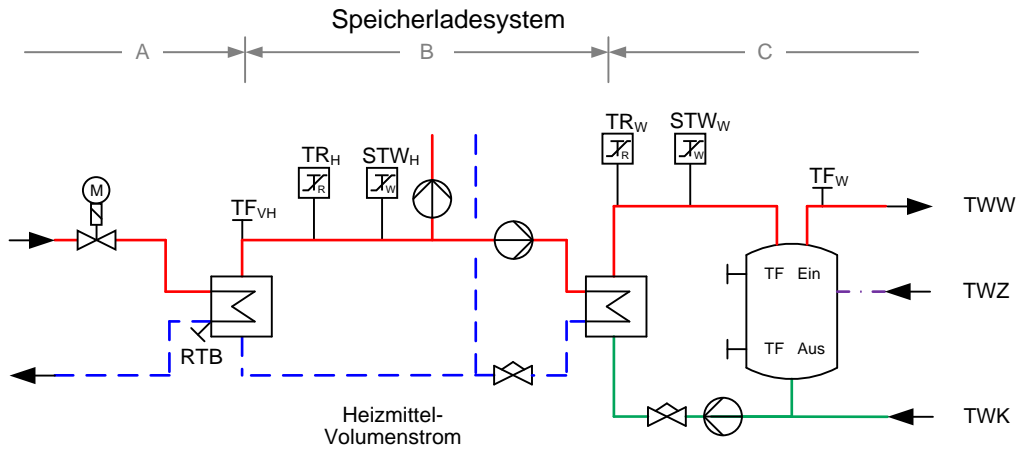 Speicherladesystem
A B C
TR_W STW_W
TR_H STW_H
R W
R W
TF_W
M
TF_VH
TWW
TF Ein
TWZ
RTB
TF Aus
Heizmittel-
Volumenstrom
TWK